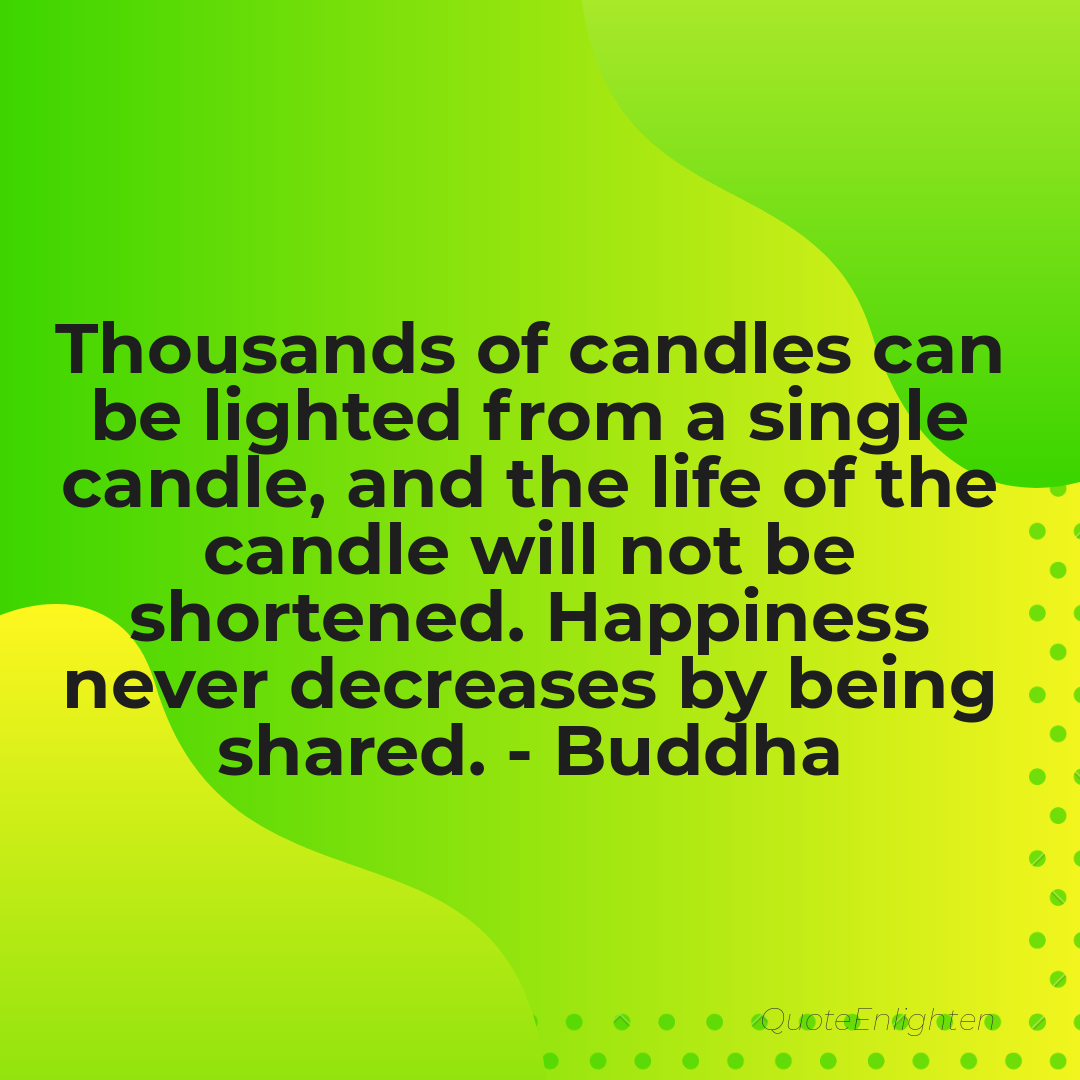 Thousands of candles can
be lighted from a single
candle, and the life of the
candle will not be
shortened. Happiness
never decreases by being
shared. - Buddha
QuoteEnlighten